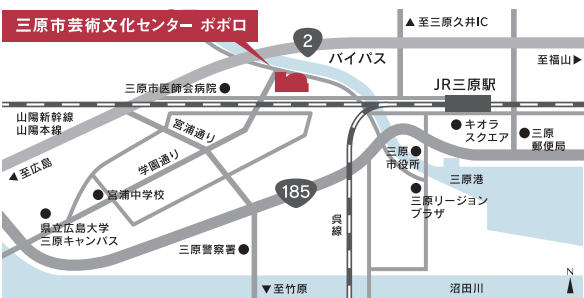 三原市芸術文化センター ポポロ
2
バイパス
▲至三原久井IC
至福山▶
三原市医師会病院
JR三原駅
山陽新幹線
山陽本線
宮浦通り
キオラ
スクエア
三原
郵便局
学園通り
三原
市役所
◀至広島
三原港
185
宮浦中学校
三原リージョン
プラザ
県立広島大学
三原キャンパス
呉線
三原警察署
▼至竹原
沼田川
N